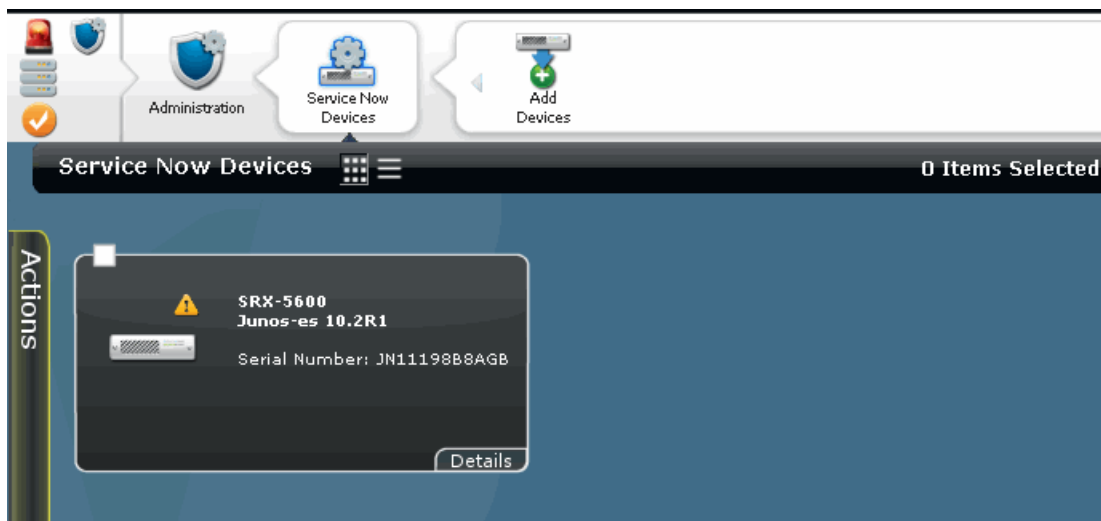 Administration
Service Now
Devices
Add
Devices
Service Now Devices
0 Items Selected
Actions
SRX-5600
Junos-es 10.2R1
Serial Number: JN11198B8AGB
Details